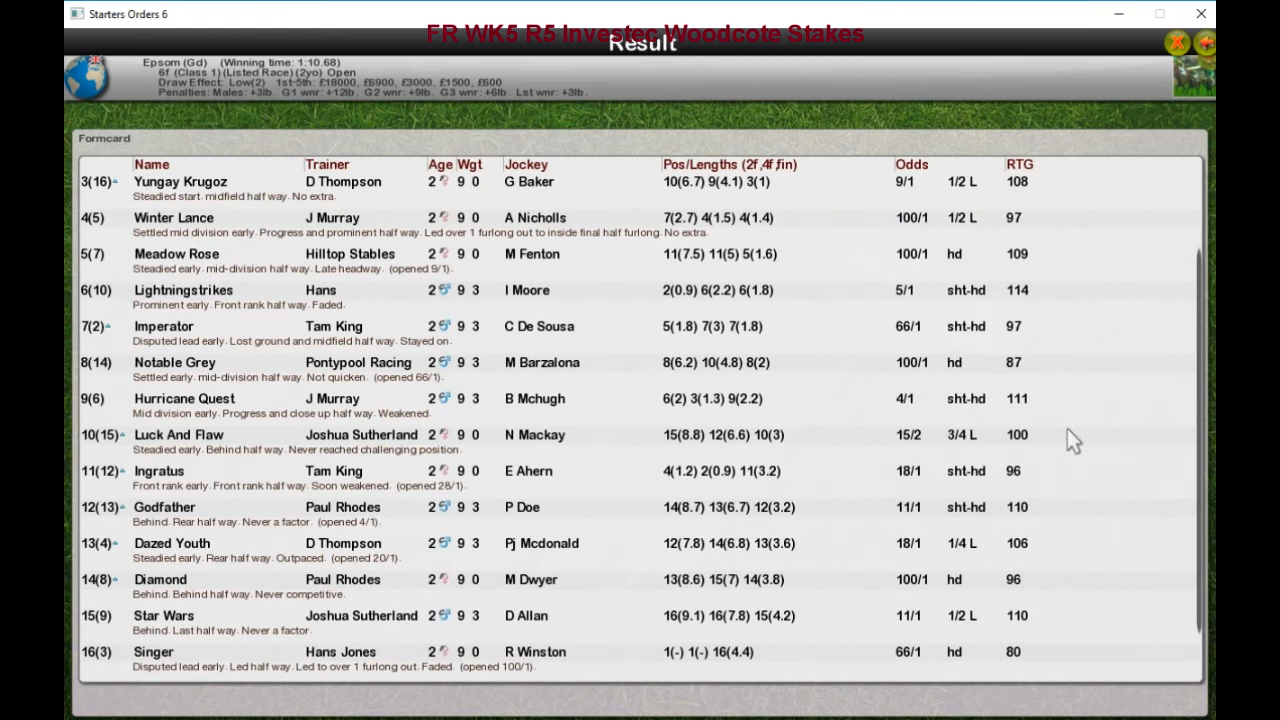 Starters Orders 6
FR WK5 R5 Investec Woodcote Stakes
Result
Epsom (Gd) (Winning time: 1:10.68)
6f (Class 1) (Listed Race) (2yo) Open
Draw Effect: Low(2) 1st-5th: £18000, £6900, £3000, £1500, £600
Penalties: Males: +3lb. G1 wnr: +12lb. G2 wnr: +9lb. G3 wnr: +6lb. Lst wnr: +3lb.
Formcard
Name Trainer Age Wgt Jockey Pos/Lengths (2f,4f,fin) Odds RTG
3(16) Yungay Krugoz D Thompson 2 9 0 G Baker 10(6.7) 9(4.1) 3(1) 9/1 1/2 L 108
Steadied start. midfield half way. No extra.
4(5) Winter Lance J Murray 2 9 0 A Nicholls 7(2.7) 4(1.5) 4(1.4) 100/1 1/2 L 97
Settled mid division early. Progress and prominent half way. Led over 1 furlong out to inside final half furlong. No extra.
5(7) Meadow Rose Hilltop Stables 2 9 0 M Fenton 11(7.5) 11(5) 5(1.6) 100/1 hd 109
Steadied early. mid-division half way. Late headway. (opened 9/1).
6(10) Lightningstrikes Hans 2 9 3 I Moore 2(0.9) 6(2.2) 6(1.8) 5/1 sht-hd 114
Prominent early. Front rank half way. Faded.
7(2) Imperator Tam King 2 9 3 C De Sousa 5(1.8) 7(3) 7(1.8) 66/1 sht-hd 97
Disputed lead early. Lost ground and midfield half way. Stayed on.
8(14) Notable Grey Pontypool Racing 2 9 3 M Barzalona 8(6.2) 10(4.8) 8(2) 100/1 hd 87
Settled early. mid-division half way. Not quicken. (opened 66/1).
9(6) Hurricane Quest J Murray 2 9 3 B Mchugh 6(2) 3(1.3) 9(2.2) 4/1 sht-hd 111
Mid division early. Progress and close up half way. Weakened.
10(15) Luck And Flaw Joshua Sutherland 2 9 0 N Mackay 15(8.8) 12(6.6) 10(3) 15/2 3/4 L 100
Steadied early. Behind half way. Never reached challenging position.
11(12) Ingratus Tam King 2 9 0 E Ahern 4(1.2) 2(0.9) 11(3.2) 18/1 sht-hd 96
Front rank early. Front rank half way. Soon weakened. (opened 28/1).
12(13) Godfather Paul Rhodes 2 9 3 P Doe 14(8.7) 13(6.7) 12(3.2) 11/1 sht-hd 110
Behind. Rear half way. Never a factor. (opened 4/1).
13(4) Dazed Youth D Thompson 2 9 3 Pj Mcdonald 12(7.8) 14(6.8) 13(3.6) 18/1 1/4 L 106
Steadied early. Rear half way. Outpaced. (opened 20/1).
14(8) Diamond Paul Rhodes 2 9 0 M Dwyer 13(8.6) 15(7) 14(3.8) 100/1 hd 96
Behind. Behind half way. Never competitive.
15(9) Star Wars Joshua Sutherland 2 9 3 D Allan 16(9.1) 16(7.8) 15(4.2) 11/1 1/2 L 110
Behind. Last half way. Never a factor.
16(3) Singer Hans Jones 2 9 0 R Winston 1(-) 1(-) 16(4.4) 66/1 hd 80
Disputed lead early. Led half way. Led to over 1 furlong out. Faded. (opened 100/1).